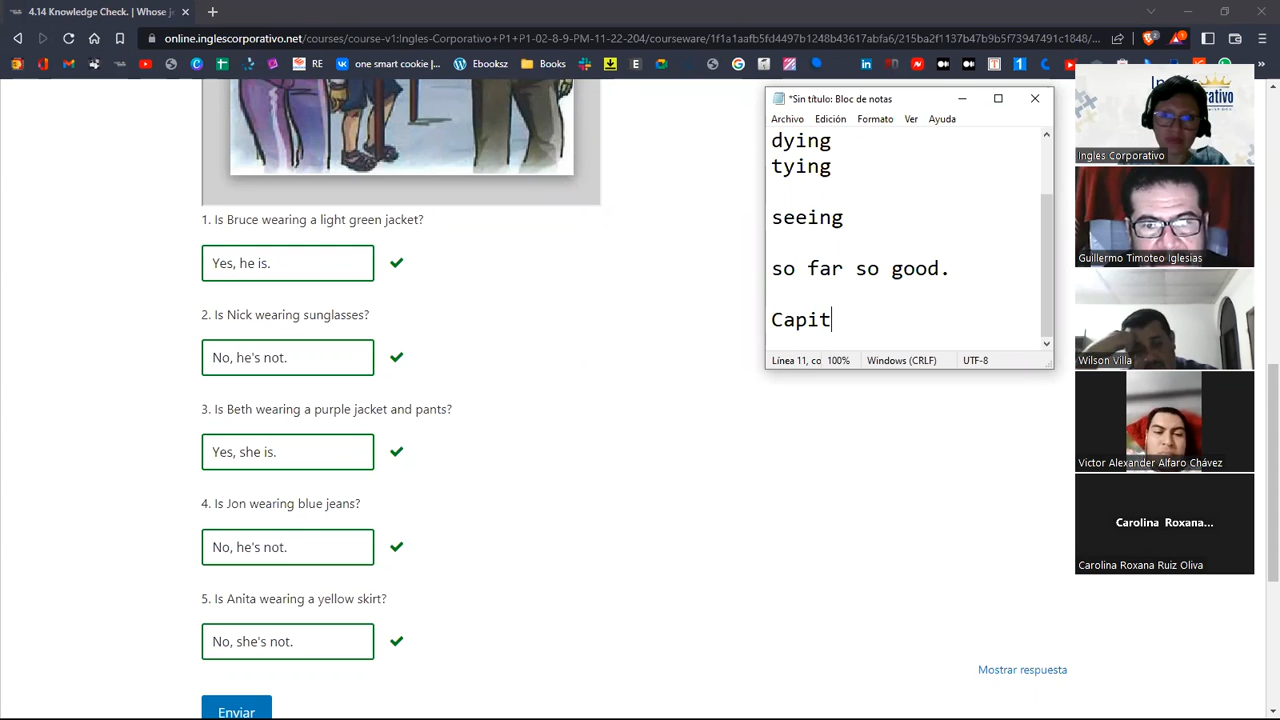 4.14 Knowledge Check. | Whose j
online.inglescorporativo.net/courses/course-v1:Ingles-Corporativo+P1+P1-02-8-9-PM-11-22-204/courseware/1f1a1aafb5fd4497b1248b43617abfa6/215ba2f1137b47b9b5f73947491c1848/...
RE
one smart cookie |...
Ebooksz
Books
*Sin título: Bloc de notas
Archivo Edición Formato Ver Ayuda
dying
tying
seeing
so far so good.
Capit
Línea 11, co 100% Windows (CRLF) UTF-8
1. Is Bruce wearing a light green jacket?
Yes, he is.
2. Is Nick wearing sunglasses?
No, he's not.
3. Is Beth wearing a purple jacket and pants?
Yes, she is.
4. Is Jon wearing blue jeans?
No, he's not.
5. Is Anita wearing a yellow skirt?
No, she's not.
Mostrar respuesta
Enviar
Ingles Corporativo
Guillermo Timoteo Iglesias
Wilson Villa
Victor Alexander Alfaro Chávez
Carolina Roxana...
Carolina Roxana Ruiz Oliva